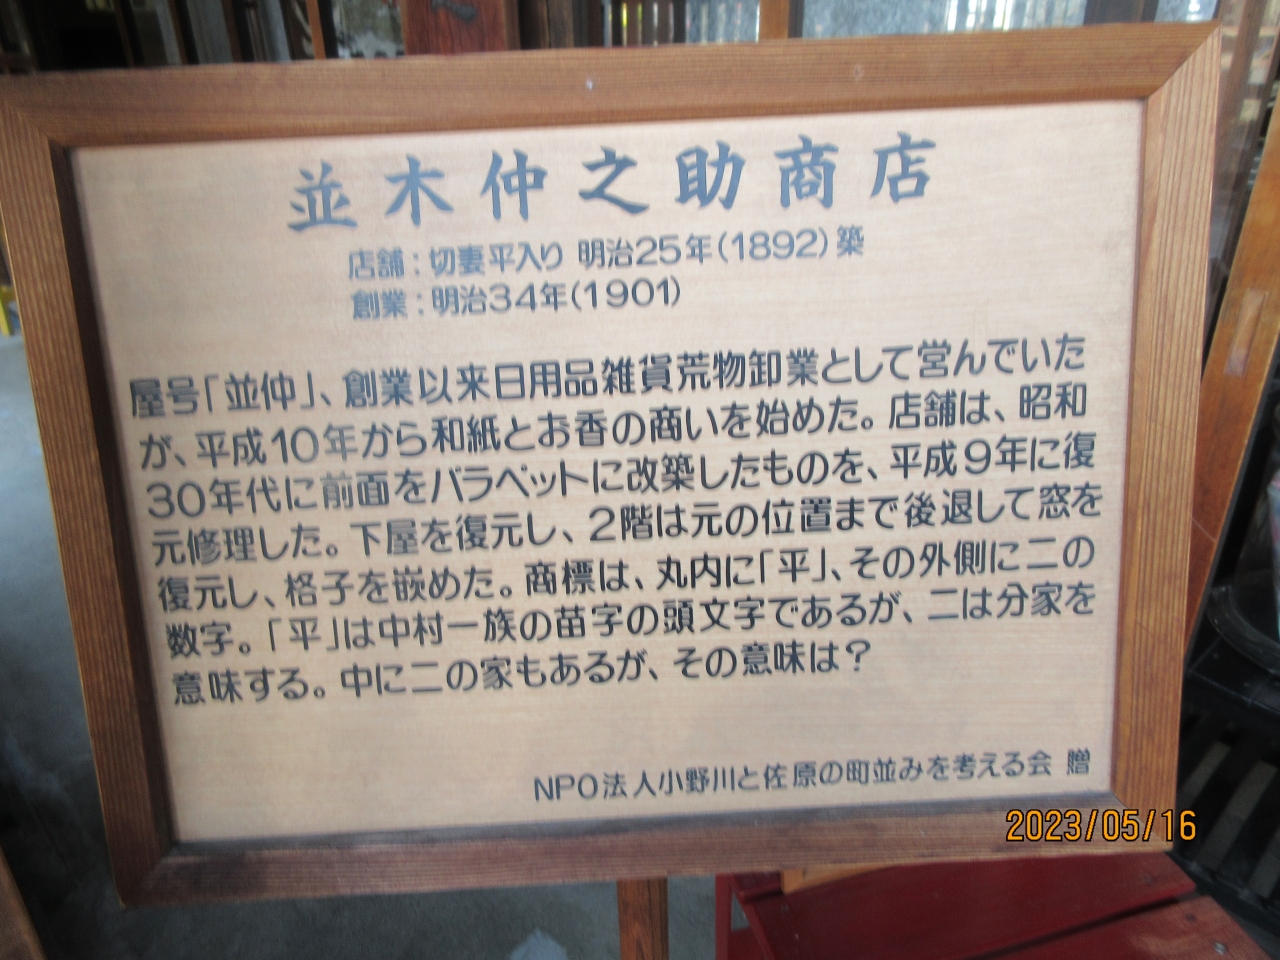 並木仲之助商店
店舗：切妻平入り 明治25年(1892)築
創業：明治34年(1901)
屋号「並仲」、創業以来日用品雑貨荒物卸業として営んでいた
が、平成10年から和紙とお香の商いを始めた。店舗は、昭和
30年代に前面をパラペットに改築したものを、平成9年に復
元修理した。下屋を復元し、2階は元の位置まで後退して窓を
復元し、格子を嵌めた。商標は、丸内に「平」、その外側に二の
数字。「平」は中村一族の苗字の頭文字であるが、二は分家を
意味する。中に二の家もあるが、その意味は？
NPO法人小野川と佐原の町並みを考える会 贈
2023/05/16